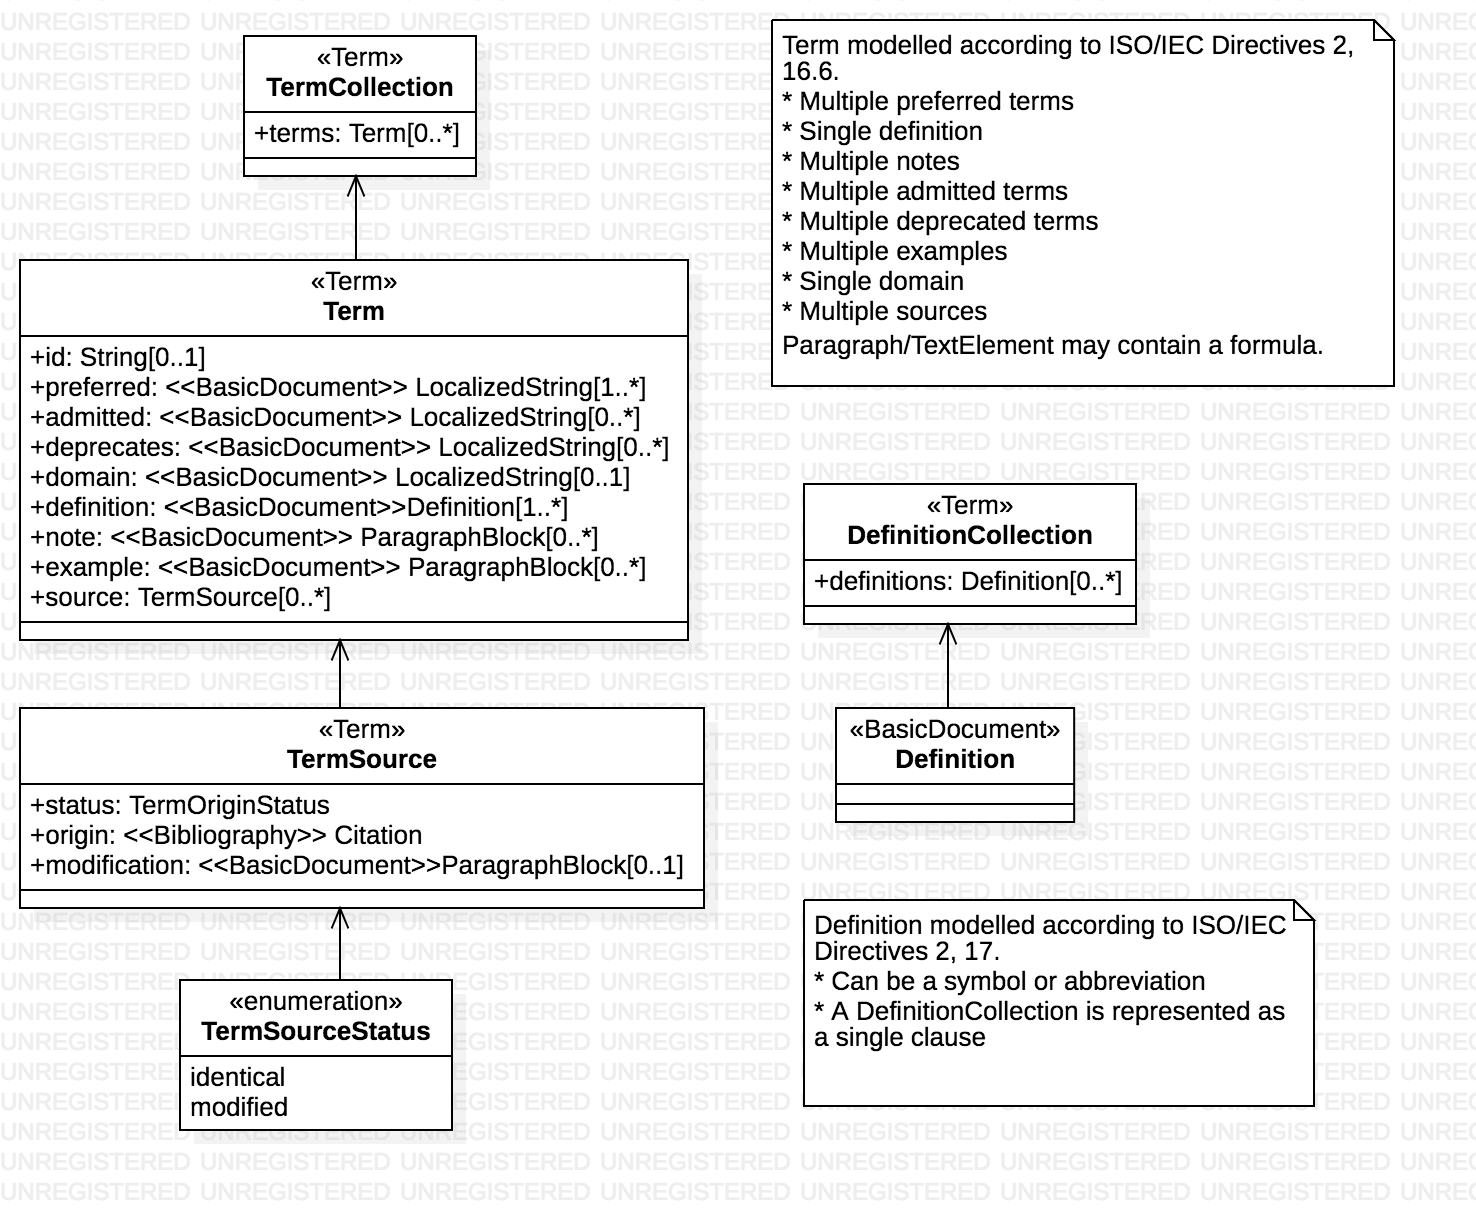 «Term»
TermCollection
+terms: Term[0..*]
«Term»
Term
+id: String[0..1]
+preferred: <<BasicDocument>> LocalizedString[1..*]
+admitted: <<BasicDocument>> LocalizedString[0..*]
+deprecates: <<BasicDocument>> LocalizedString[0..*]
+domain: <<BasicDocument>> LocalizedString[0..1]
+definition: <<BasicDocument>>Definition[1..*]
+note: <<BasicDocument>> ParagraphBlock[0..*]
+example: <<BasicDocument>> ParagraphBlock[0..*]
+source: TermSource[0..*]
«Term»
TermSource
+status: TermOriginStatus
+origin: <<Bibliography>> Citation
+modification: <<BasicDocument>>ParagraphBlock[0..1]
«enumeration»
TermSourceStatus
identical
modified
Term modelled according to ISO/IEC Directives 2,
16.6.
* Multiple preferred terms
* Single definition
* Multiple notes
* Multiple admitted terms
* Multiple deprecated terms
* Multiple examples
* Single domain
* Multiple sources
Paragraph/TextElement may contain a formula.
«Term»
DefinitionCollection
+definitions: Definition[0..*]
«BasicDocument»
Definition
Definition modelled according to ISO/IEC
Directives 2, 17.
* Can be a symbol or abbreviation
* A DefinitionCollection is represented as
a single clause
UNREGISTERED